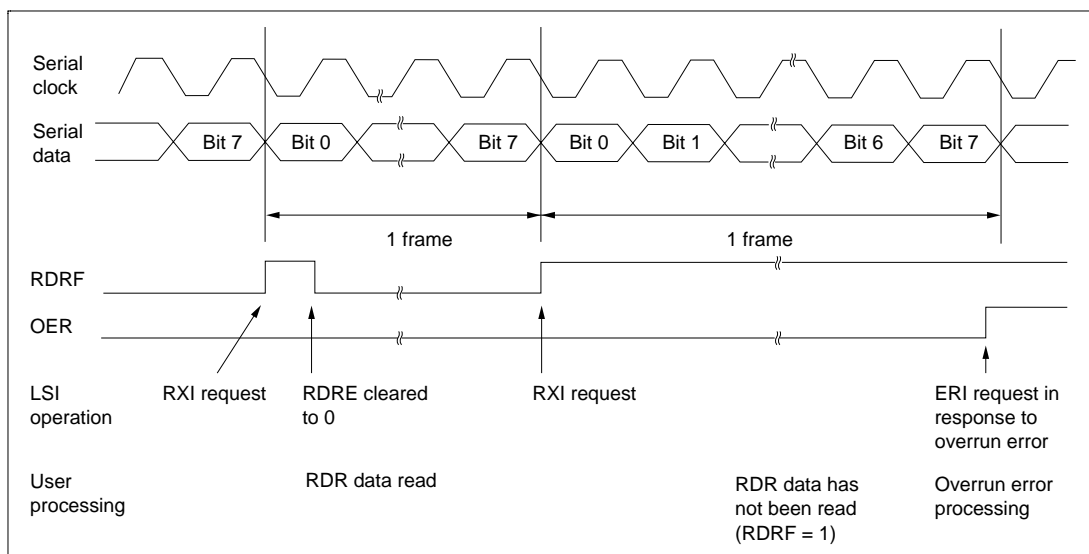 Serial
clock
Serial
data
Bit 7
Bit 0
Bit 7
Bit 0
Bit 1
Bit 6
Bit 7
1 frame
1 frame
RDRF
OER
LSI
operation
RXI request
RDRE cleared
to 0
RXI request
ERI request in
response to
overrun error
User
processing
RDR data read
RDR data has
not been read
(RDRF = 1)
Overrun error
processing